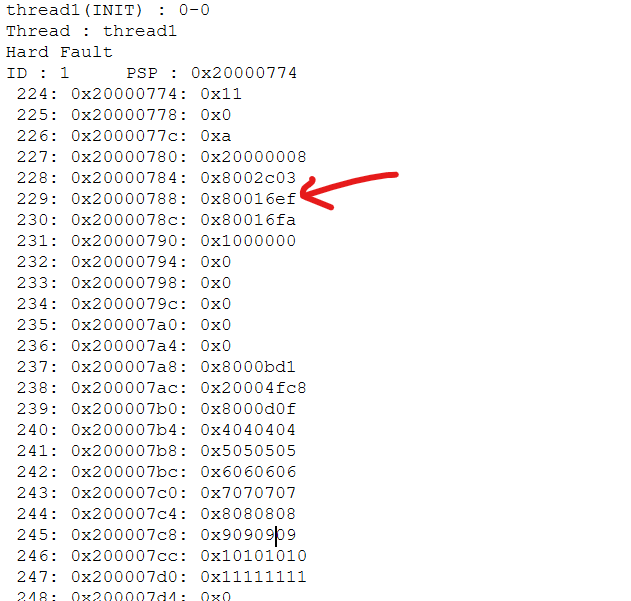 thread1(INIT) : 0-0
Thread : thread1
Hard Fault
ID : 1 PSP : 0x20000774
224: 0x20000774: 0x11
225: 0x20000778: 0x0
226: 0x2000077c: 0xa
227: 0x20000780: 0x20000008
228: 0x20000784: 0x8002c03
229: 0x20000788: 0x80016ef
230: 0x2000078c: 0x80016fa
231: 0x20000790: 0x1000000
232: 0x20000794: 0x0
233: 0x20000798: 0x0
234: 0x2000079c: 0x0
235: 0x200007a0: 0x0
236: 0x200007a4: 0x0
237: 0x200007a8: 0x8000bd1
238: 0x200007ac: 0x20004fc8
239: 0x200007b0: 0x8000d0f
240: 0x200007b4: 0x4040404
241: 0x200007b8: 0x5050505
242: 0x200007bc: 0x6060606
243: 0x200007c0: 0x7070707
244: 0x200007c4: 0x8080808
245: 0x200007c8: 0x9090909
246: 0x200007cc: 0x10101010
247: 0x200007d0: 0x11111111
248: 0x200007d4: 0x0